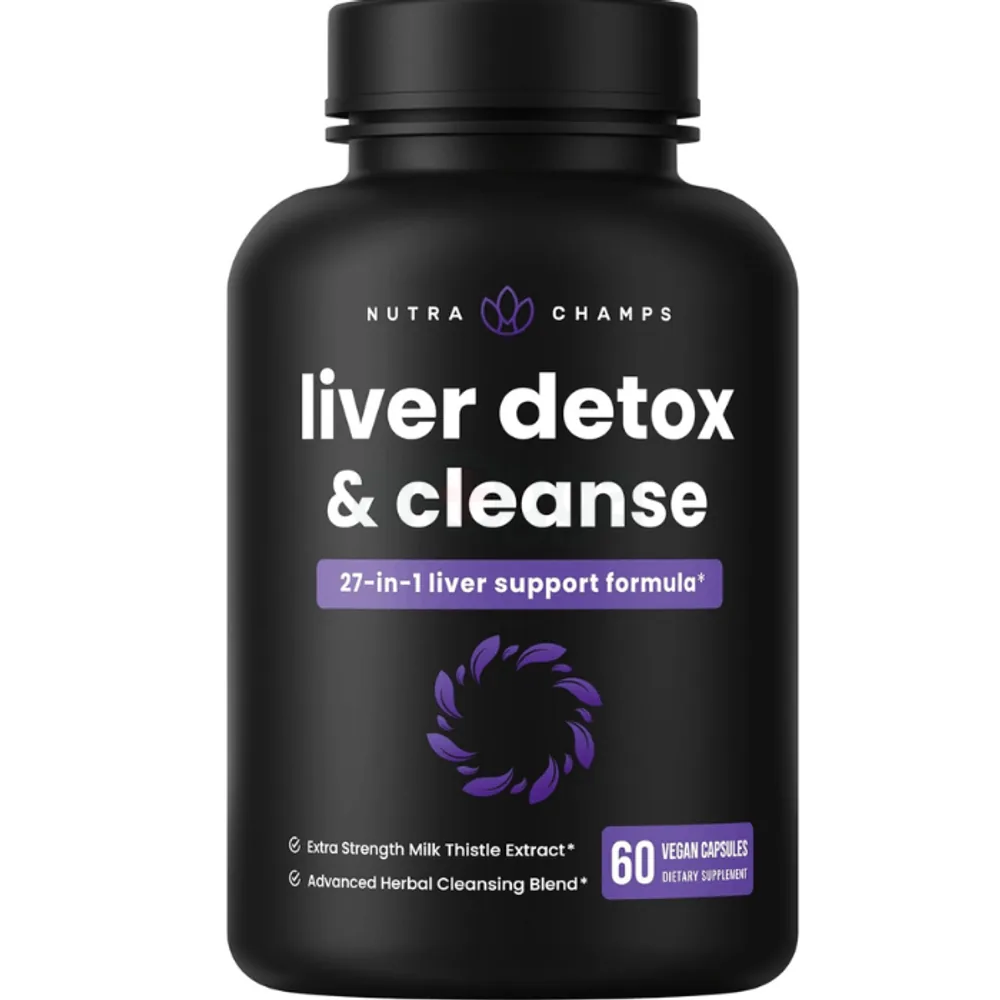 NUTRA CHAMPS
liver detox
& cleanse
27-in-1 liver support formula*
Extra Strength Milk Thistle Extract*
Advanced Herbal Cleansing Blend*
60 VEGAN CAPSULES
DIETARY SUPPLEMENT